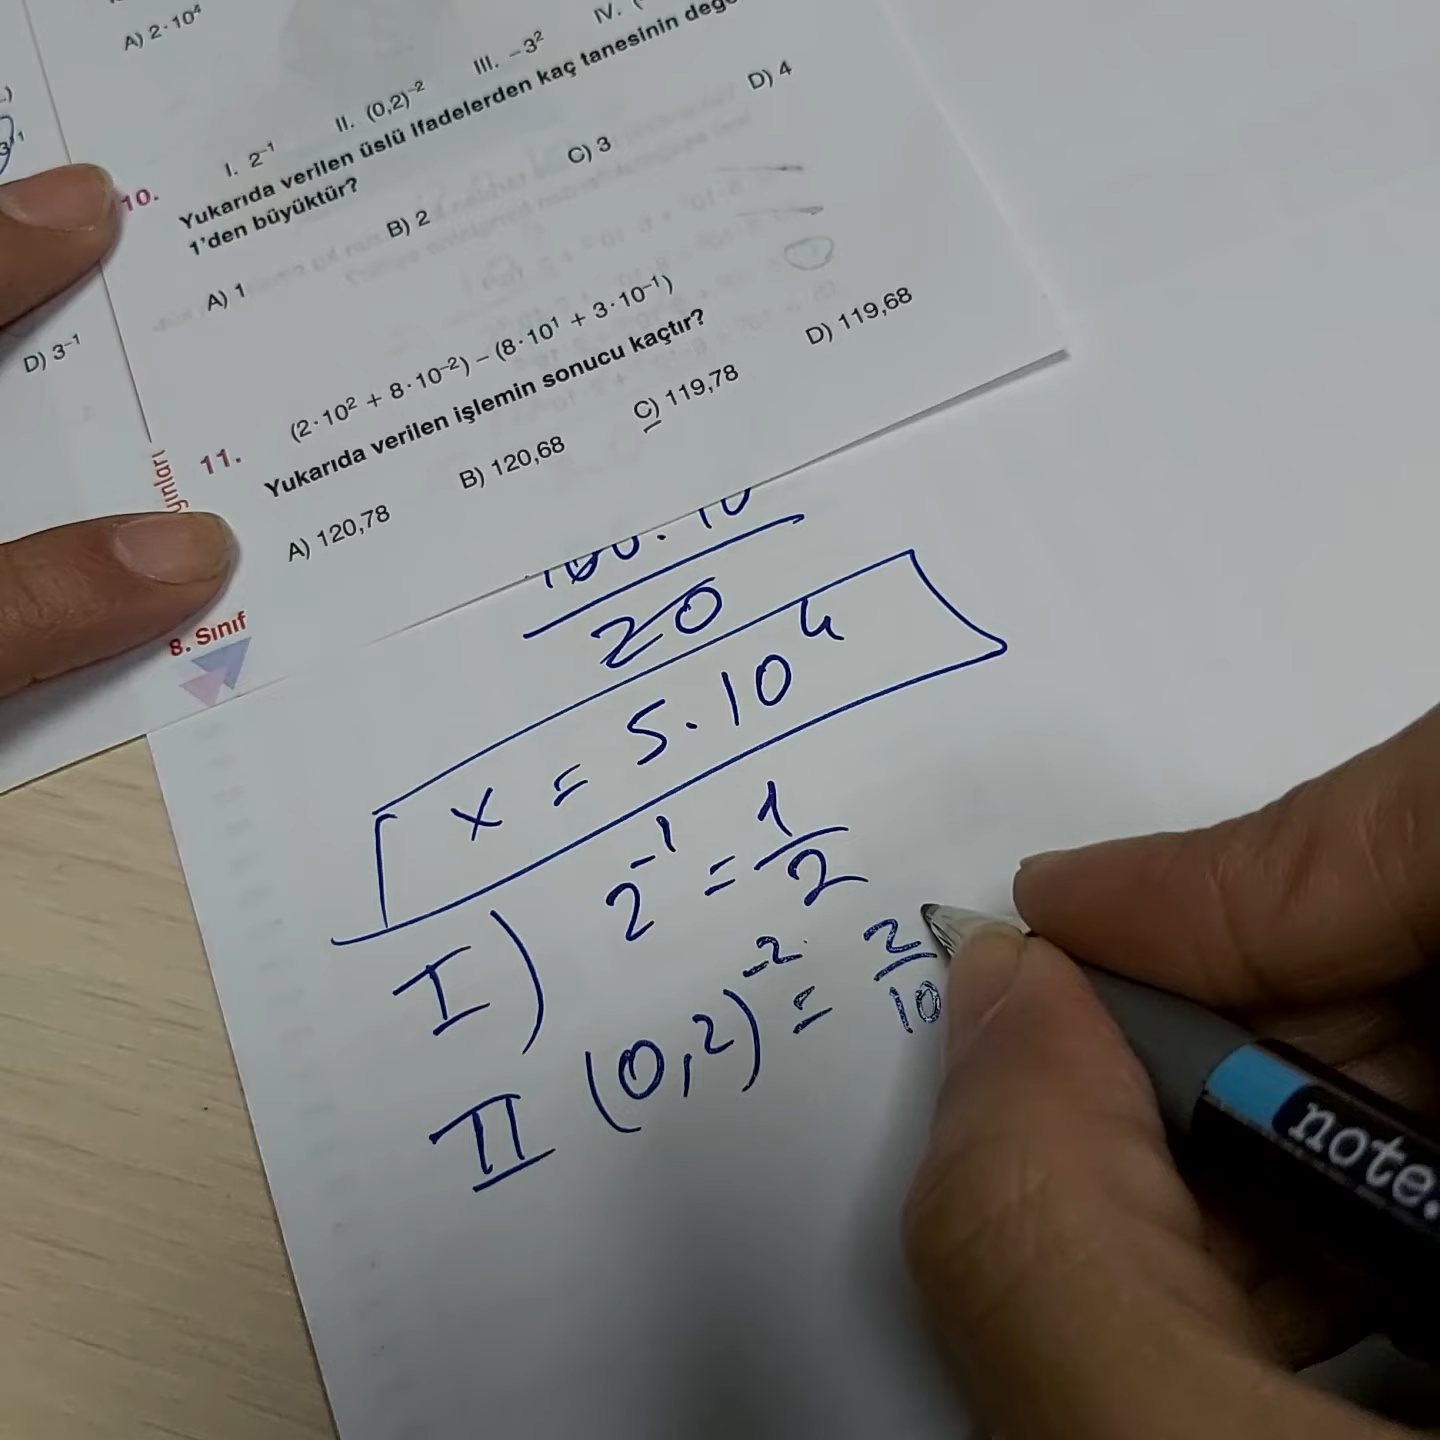 A) 2·10⁴
I. 2⁻¹ II. (0,2)⁻² III. –3² IV. (
10. Yukarıda verilen üslü ifadelerden kaç tanesinin değe
1'den büyüktür?
A) 1 B) 2 C) 3 D) 4
D) 3⁻¹
11. (2·10² + 8·10⁻²) – (8·10¹ + 3·10⁻¹)
Yukarıda verilen işlemin sonucu kaçtır?
A) 120,78 B) 120,68 C) 119,78 D) 119,68
yınları
8. Sınıf
20
x = 5.10⁴
I) 2⁻¹ = 1/2
II (0,2)⁻² = 2/10
note.